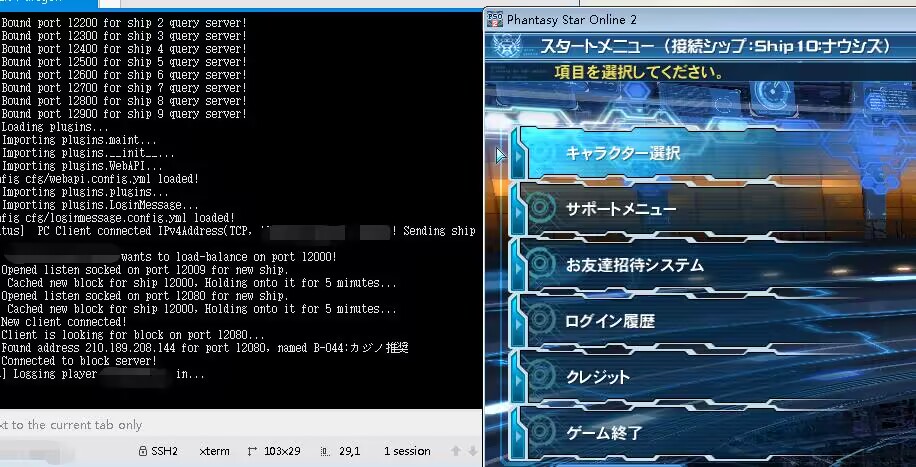 Bound port 12200 for ship 2 query server!
Bound port 12300 for ship 3 query server!
Bound port 12400 for ship 4 query server!
Bound port 12500 for ship 5 query server!
Bound port 12600 for ship 6 query server!
Bound port 12700 for ship 7 query server!
Bound port 12800 for ship 8 query server!
Bound port 12900 for ship 9 query server!
Loading plugins...
Importing plugins.maint...
Importing plugins.__init__...
Importing plugins.WebAPI...
nfig cfg/webapi.config.yml loaded!
Importing plugins.plugins...
Importing plugins.LoginMessage...
nfig cfg/loginmessage.config.yml loaded!
tus] PC Client connected IPv4Address(TCP, ! Sending ship
wants to load-balance on port 12000!
Opened listen socked on port 12009 for new ship.
Cached new block for ship 12000, Holding onto it for 5 minutes...
Opened listen socked on port 12080 for new ship.
Cached new block for ship 12000, Holding onto it for 5 minutes...
New client connected!
Client is looking for block on port 12080...
Found address 210.189.208.144 for port 12080, named B-044:カジノ推奨
Connected to block server!
.] Logging player in...
xt to the current tab only
SSH2 xterm 103x29 29,1 1 session
Phantasy Star Online 2
スタートメニュー（接続シップ:Ship10:ナウシズ）
項目を選択してください。
キャラクター選択
サポートメニュー
お友達招待システム
ログイン履歴
クレジット
ゲーム終了